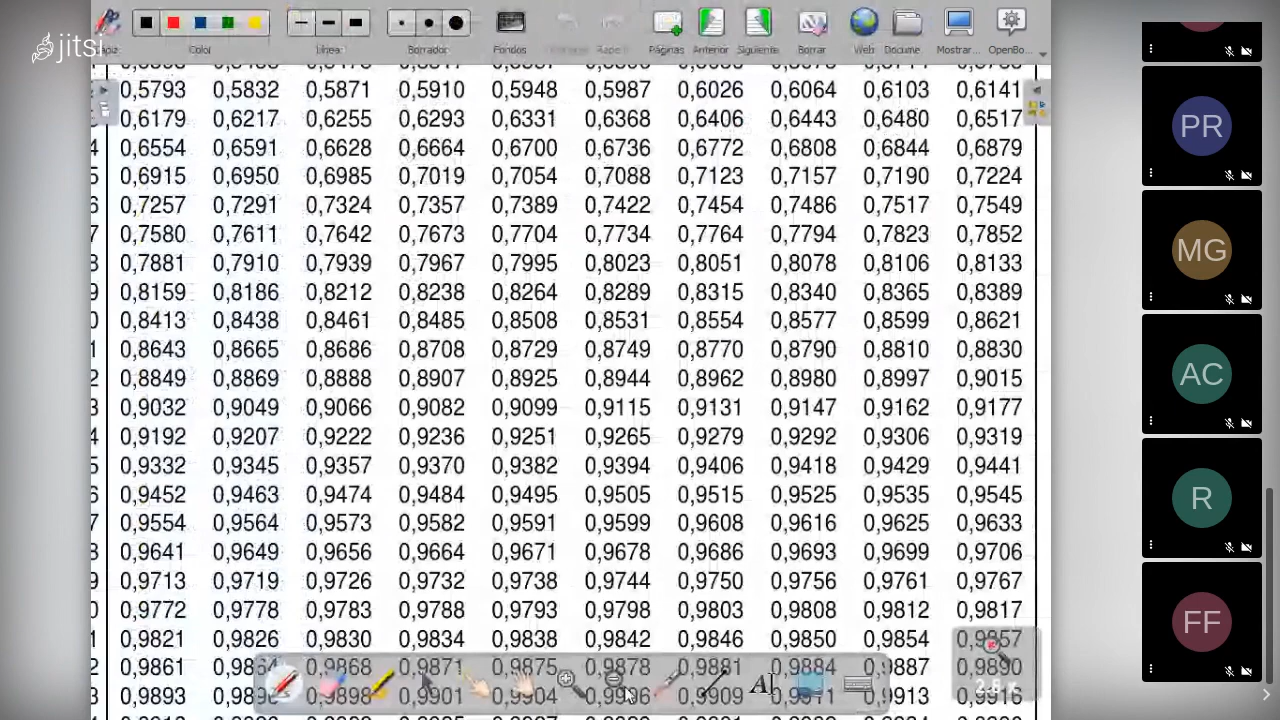 jitsi
Color
Línea
Borrador
Fondos
Páginas
Anterior
Siguiente
Borrar
Web
Docume
Mostrar...
OpenBo...
0,5793 0,5832 0,5871 0,5910 0,5948 0,5987 0,6026 0,6064 0,6103 0,6141
0,6179 0,6217 0,6255 0,6293 0,6331 0,6368 0,6406 0,6443 0,6480 0,6517
4 0,6554 0,6591 0,6628 0,6664 0,6700 0,6736 0,6772 0,6808 0,6844 0,6879
5 0,6915 0,6950 0,6985 0,7019 0,7054 0,7088 0,7123 0,7157 0,7190 0,7224
6 0,7257 0,7291 0,7324 0,7357 0,7389 0,7422 0,7454 0,7486 0,7517 0,7549
7 0,7580 0,7611 0,7642 0,7673 0,7704 0,7734 0,7764 0,7794 0,7823 0,7852
8 0,7881 0,7910 0,7939 0,7967 0,7995 0,8023 0,8051 0,8078 0,8106 0,8133
9 0,8159 0,8186 0,8212 0,8238 0,8264 0,8289 0,8315 0,8340 0,8365 0,8389
0 0,8413 0,8438 0,8461 0,8485 0,8508 0,8531 0,8554 0,8577 0,8599 0,8621
1 0,8643 0,8665 0,8686 0,8708 0,8729 0,8749 0,8770 0,8790 0,8810 0,8830
2 0,8849 0,8869 0,8888 0,8907 0,8925 0,8944 0,8962 0,8980 0,8997 0,9015
3 0,9032 0,9049 0,9066 0,9082 0,9099 0,9115 0,9131 0,9147 0,9162 0,9177
4 0,9192 0,9207 0,9222 0,9236 0,9251 0,9265 0,9279 0,9292 0,9306 0,9319
5 0,9332 0,9345 0,9357 0,9370 0,9382 0,9394 0,9406 0,9418 0,9429 0,9441
6 0,9452 0,9463 0,9474 0,9484 0,9495 0,9505 0,9515 0,9525 0,9535 0,9545
7 0,9554 0,9564 0,9573 0,9582 0,9591 0,9599 0,9608 0,9616 0,9625 0,9633
8 0,9641 0,9649 0,9656 0,9664 0,9671 0,9678 0,9686 0,9693 0,9699 0,9706
9 0,9713 0,9719 0,9726 0,9732 0,9738 0,9744 0,9750 0,9756 0,9761 0,9767
0 0,9772 0,9778 0,9783 0,9788 0,9793 0,9798 0,9803 0,9808 0,9812 0,9817
1 0,9821 0,9826 0,9830 0,9834 0,9838 0,9842 0,9846 0,9850 0,9854 0,9857
2 0,9861 0,9864 0,9868 0,9871 0,9875 0,9878 0,9881 0,9884 0,9887 0,9890
3 0,9893 0,9898 0,9901 0,9904 0,9909 0,9911 0,9913 0,9916
PR
MG
AC
R
FF